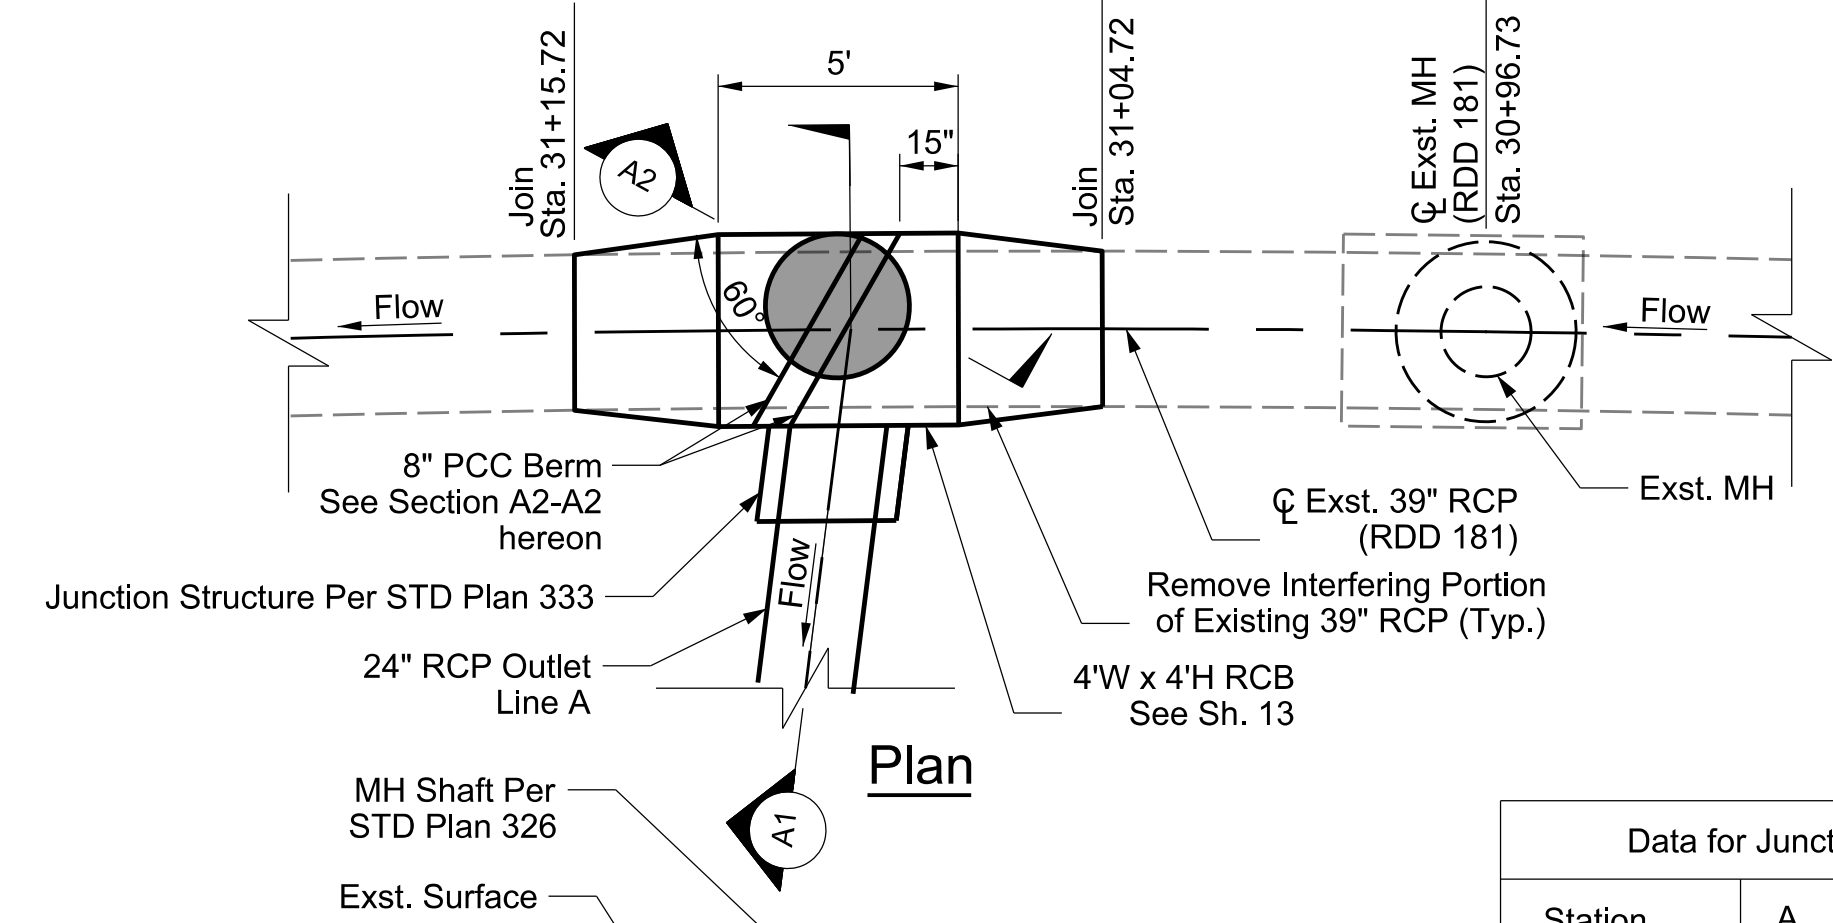 Join
Sta. 31+15.72
5'
15"
Join
Sta. 31+04.72
℄ Exst. MH
(RDD 181)
Sta. 30+96.73
A2
60°
Flow
Flow
8" PCC Berm
See Section A2-A2
hereon
Exst. MH
℄ Exst. 39" RCP
(RDD 181)
Junction Structure Per STD Plan 333
Flow
Remove Interfering Portion
of Existing 39" RCP (Typ.)
24" RCP Outlet
Line A
4'W x 4'H RCB
See Sh. 13
Plan
MH Shaft Per
STD Plan 326
A1
Exst. Surface
Data for Junct
Station
A